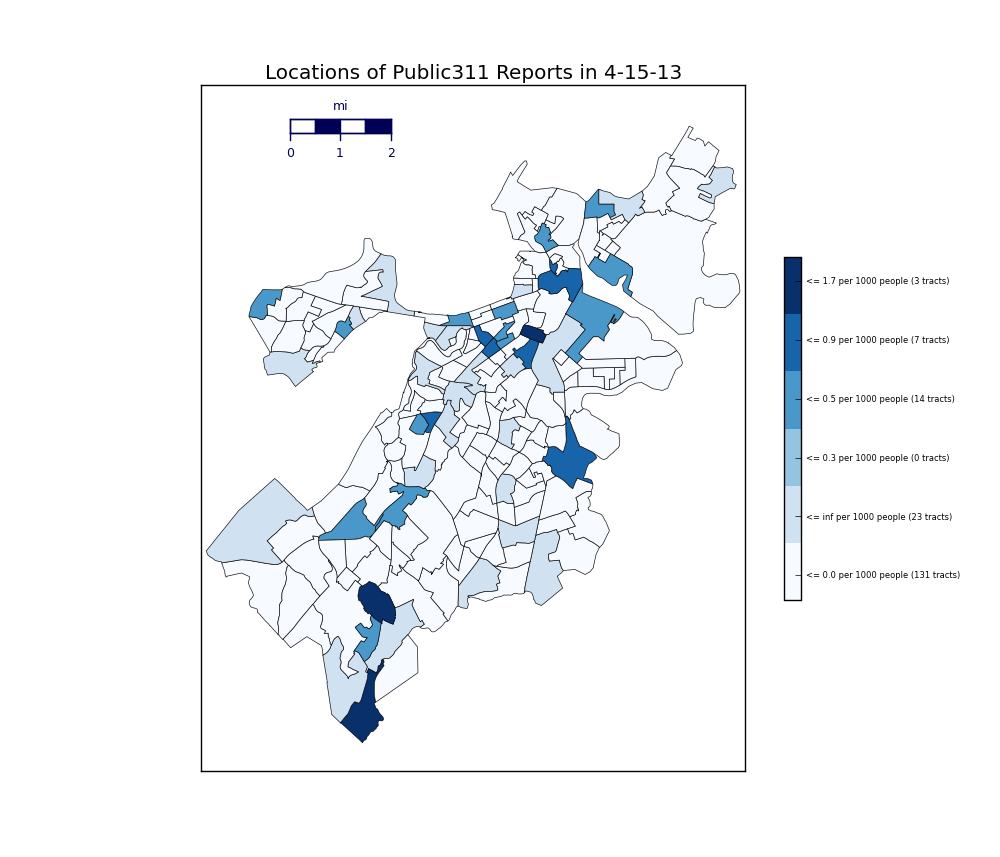 Locations of Public311 Reports in 4-15-13
mi
0 1 2
<= 1.7 per 1000 people (3 tracts)
<= 0.9 per 1000 people (7 tracts)
<= 0.5 per 1000 people (14 tracts)
<= 0.3 per 1000 people (0 tracts)
<= inf per 1000 people (23 tracts)
<= 0.0 per 1000 people (131 tracts)